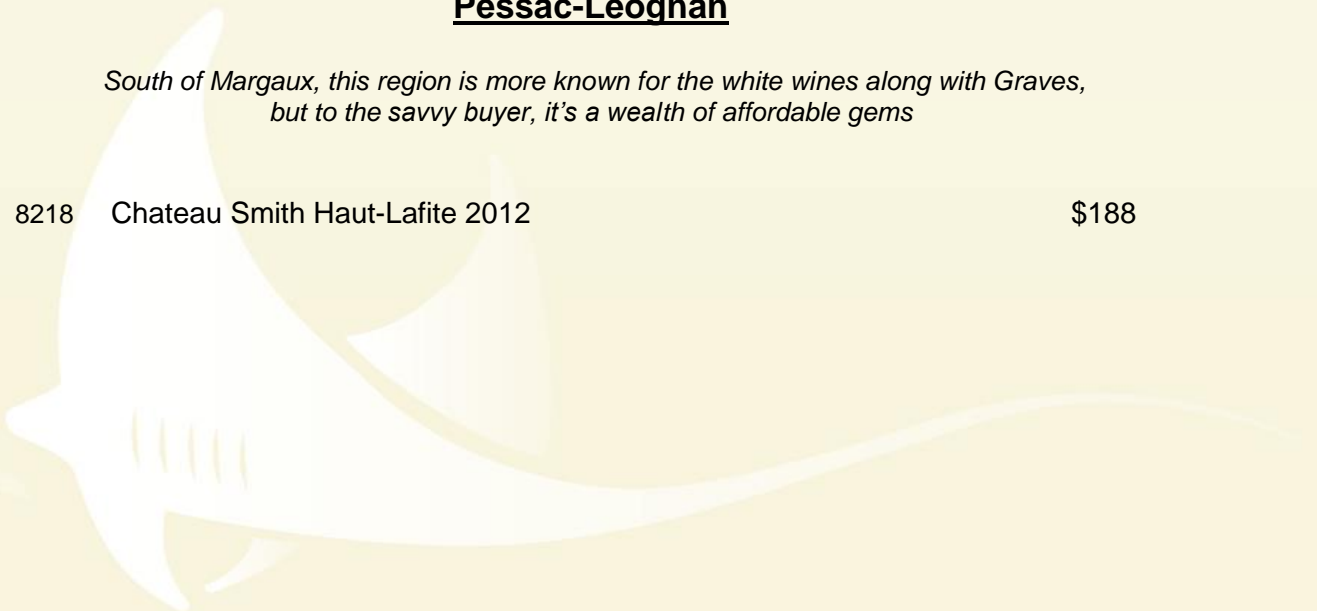 Pessac-Leognan
South of Margaux, this region is more known for the white wines along with Graves,
but to the savvy buyer, it’s a wealth of affordable gems
8218 Chateau Smith Haut-Lafite 2012 $188